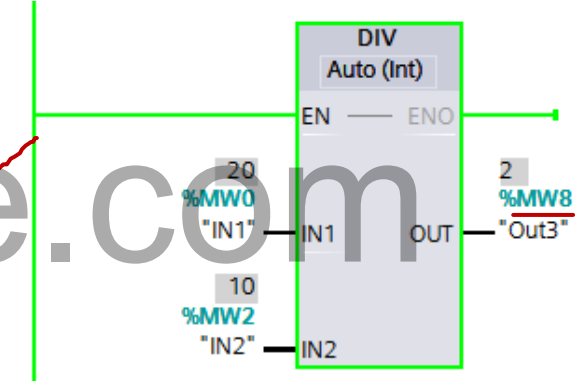 DIV
Auto (Int)
EN
ENO
20
%MW0
"IN1"
IN1
2
%MW8
"Out3"
OUT
10
%MW2
"IN2"
IN2
e.com